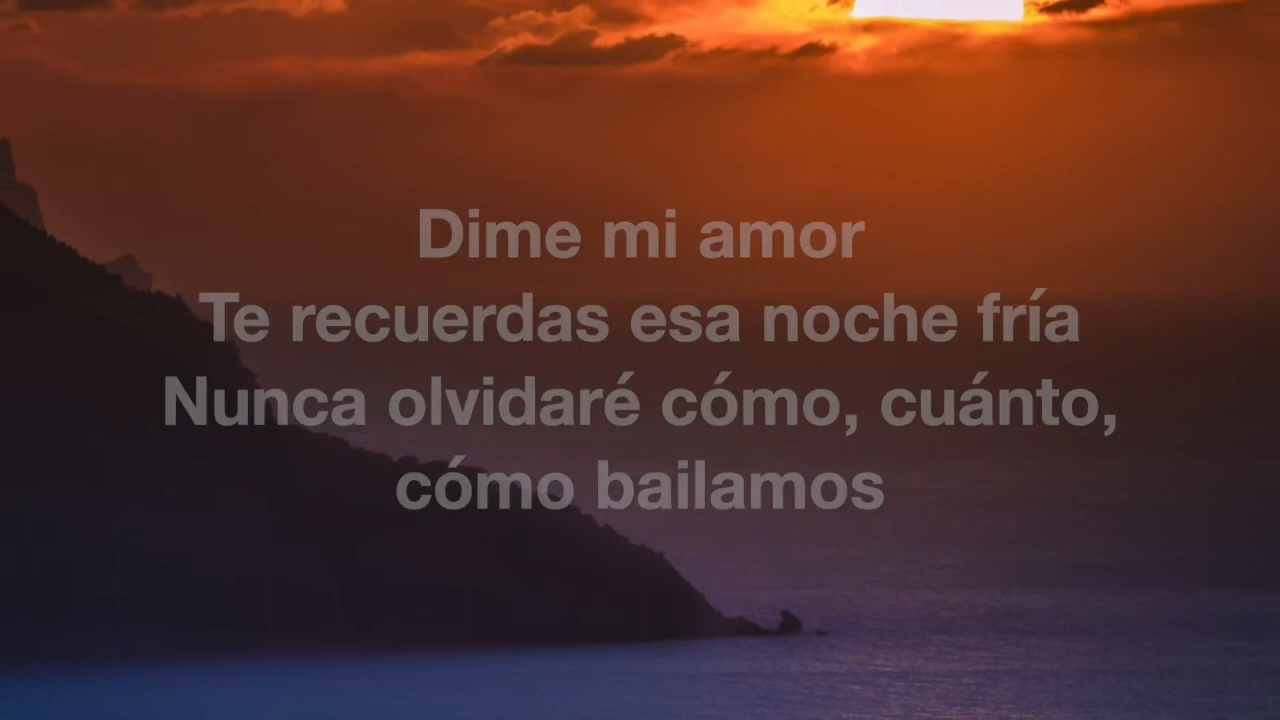 Dime mi amor
Te recuerdas esa noche fría
Nunca olvidaré cómo, cuánto,
cómo bailamos